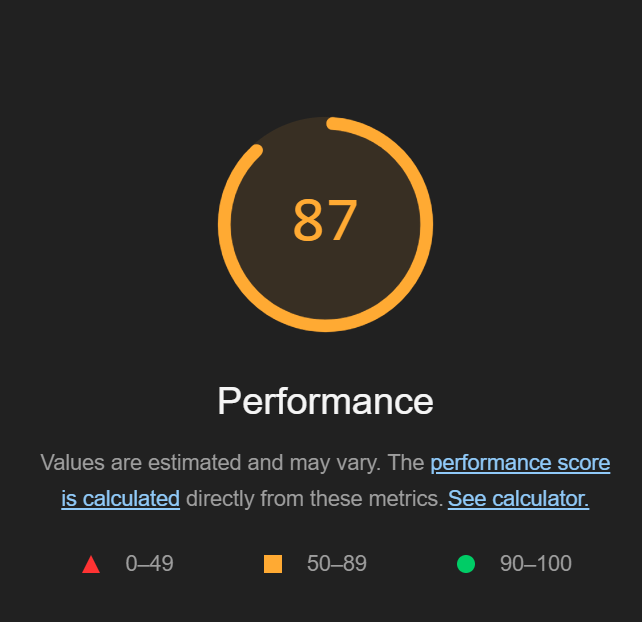 87
Performance
Values are estimated and may vary. The performance score
is calculated directly from these metrics. See calculator.
0–49 50–89 90–100